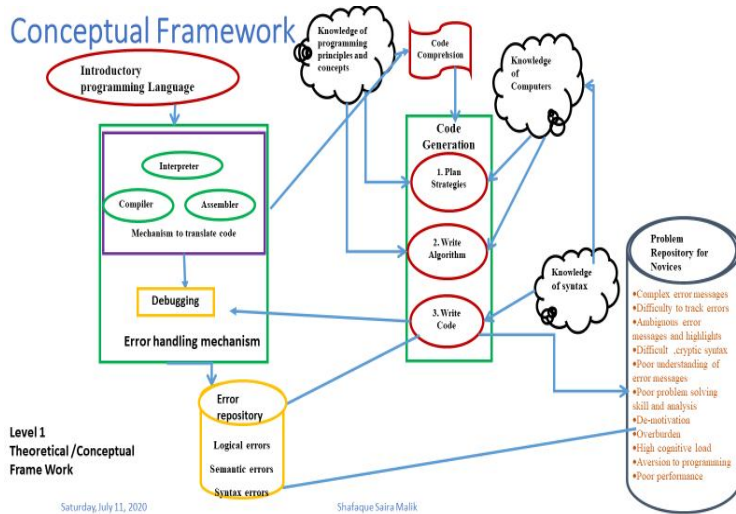 Conceptual Framework
Introductory
programming Language
Knowledge of
programming
principles and
concepts
Code
Comprehsion
Knowledge
of
Computers
Interpreter
Compiler
Assembler
Mechanism to translate code
Debugging
Error handling mechanism
Code
Generation
1. Plan
Strategies
2. Write
Algorithm
3. Write
Code
Knowledge
of syntax
Problem
Repository for
Novices
•Complex error messages
•Difficulty to track errors
•Ambiguous error
messages and highlights
•Difficult ,cryptic syntax
•Poor understanding of
error messages
•Poor problem solving
skill and analysis
•De-motivation
•Overburden
•High cognitive load
•Aversion to programming
•Poor performance
Error
repository
Logical errors
Semantic errors
Syntax errors
Level 1
Theoretical /Conceptual
Frame Work
Saturday, July 11, 2020
Shafaque Saira Malik